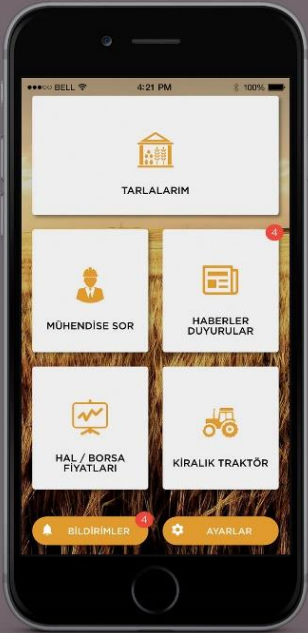 BELL 4:21 PM 100%
TARLALARIM
4
MÜHENDİSE SOR
HABERLER
DUYURULAR
HAL / BORSA
FİYATLARI
KİRALIK TRAKTÖR
BİLDİRİMLER 4
AYARLAR